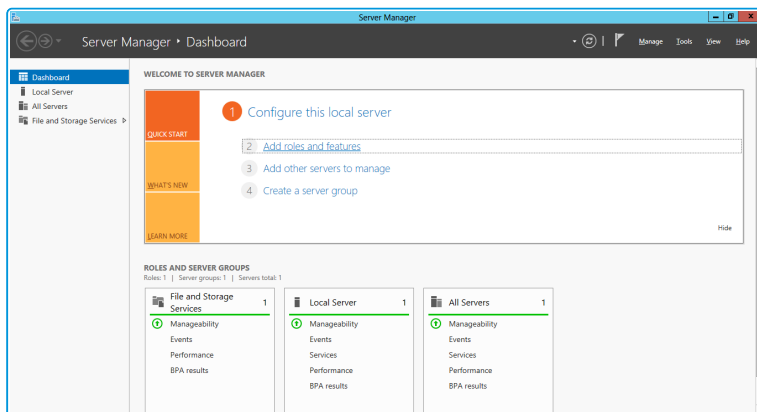 Server Manager
Server Manager • Dashboard
Manage Tools View Help
Dashboard
Local Server
All Servers
File and Storage Services
WELCOME TO SERVER MANAGER
QUICK START
WHAT'S NEW
LEARN MORE
1 Configure this local server
2 Add roles and features
3 Add other servers to manage
4 Create a server group
Hide
ROLES AND SERVER GROUPS
Roles: 1 | Server groups: 1 | Servers total: 1
File and Storage
Services 1
Manageability
Events
Performance
BPA results
Local Server 1
Manageability
Events
Services
Performance
BPA results
All Servers 1
Manageability
Events
Services
Performance
BPA results